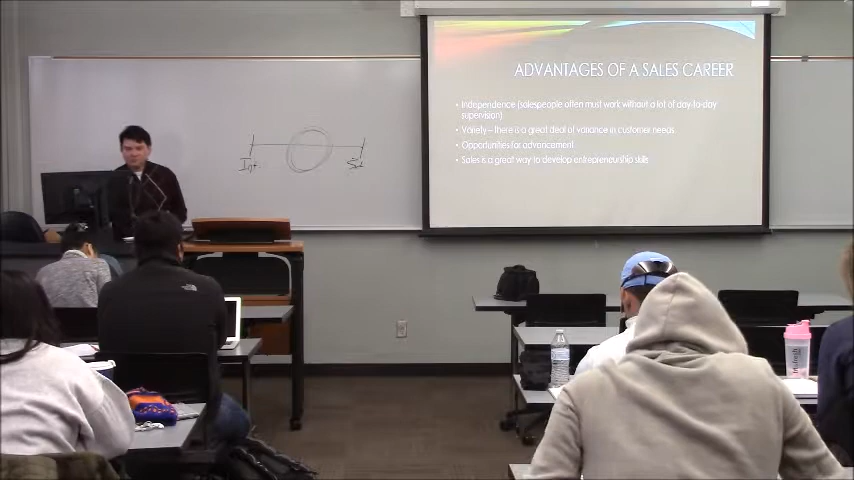 ADVANTAGES OF A SALES CAREER
• Independence (salespeople often must work without a lot of day-to-day
supervision)
• Variety – there is a great deal of variance in customer needs
• Opportunities for advancement
• Sales is a great way to develop entrepreneurship skills
Int.